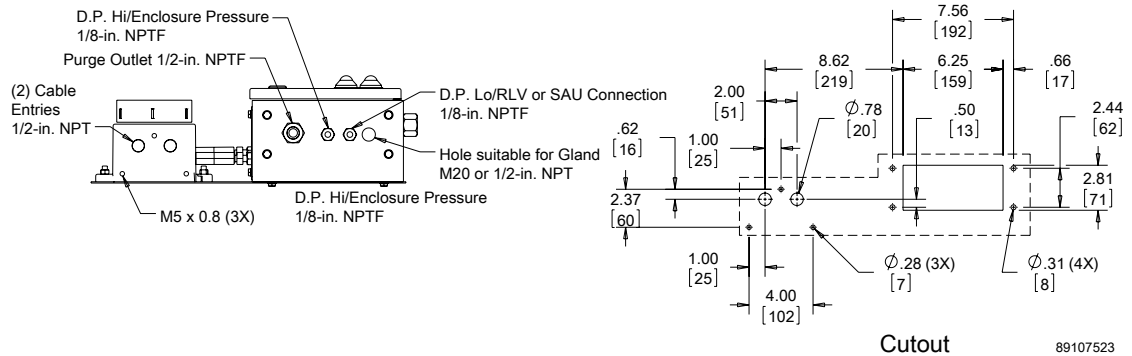 D.P. Hi/Enclosure Pressure
1/8-in. NPTF
Purge Outlet 1/2-in. NPTF
(2) Cable
Entries
1/2-in. NPT
D.P. Lo/RLV or SAU Connection
1/8-in. NPTF
Hole suitable for Gland
M20 or 1/2-in. NPT
D.P. Hi/Enclosure Pressure
1/8-in. NPTF
M5 x 0.8 (3X)
7.56
[192]
8.62
[219]
6.25
[159]
.66
[17]
2.00
[51]
Ø.78
[20]
.50
[13]
2.44
[62]
.62
[16]
1.00
[25]
2.37
[60]
2.81
[71]
1.00
[25]
Ø.28 (3X)
[7]
Ø.31 (4X)
[8]
4.00
[102]
Cutout
89107523